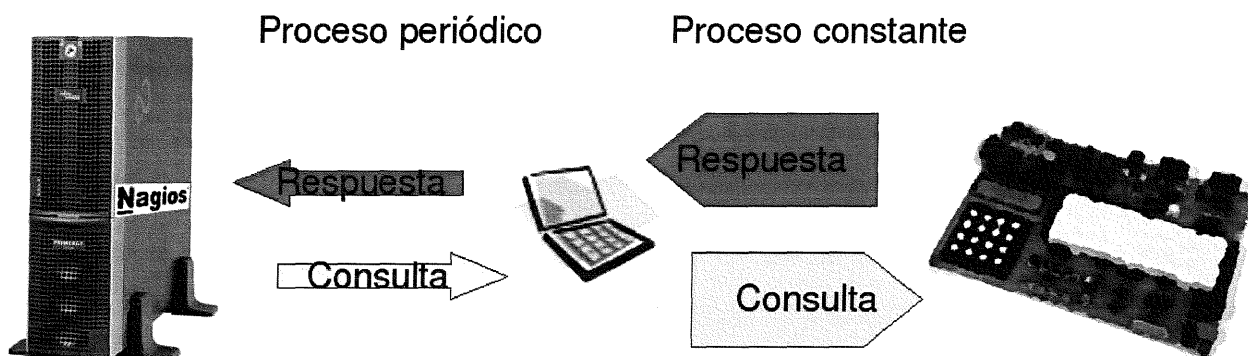 Proceso periódico
Proceso constante
Respuesta
Respuesta
Nagios
Consulta
Consulta